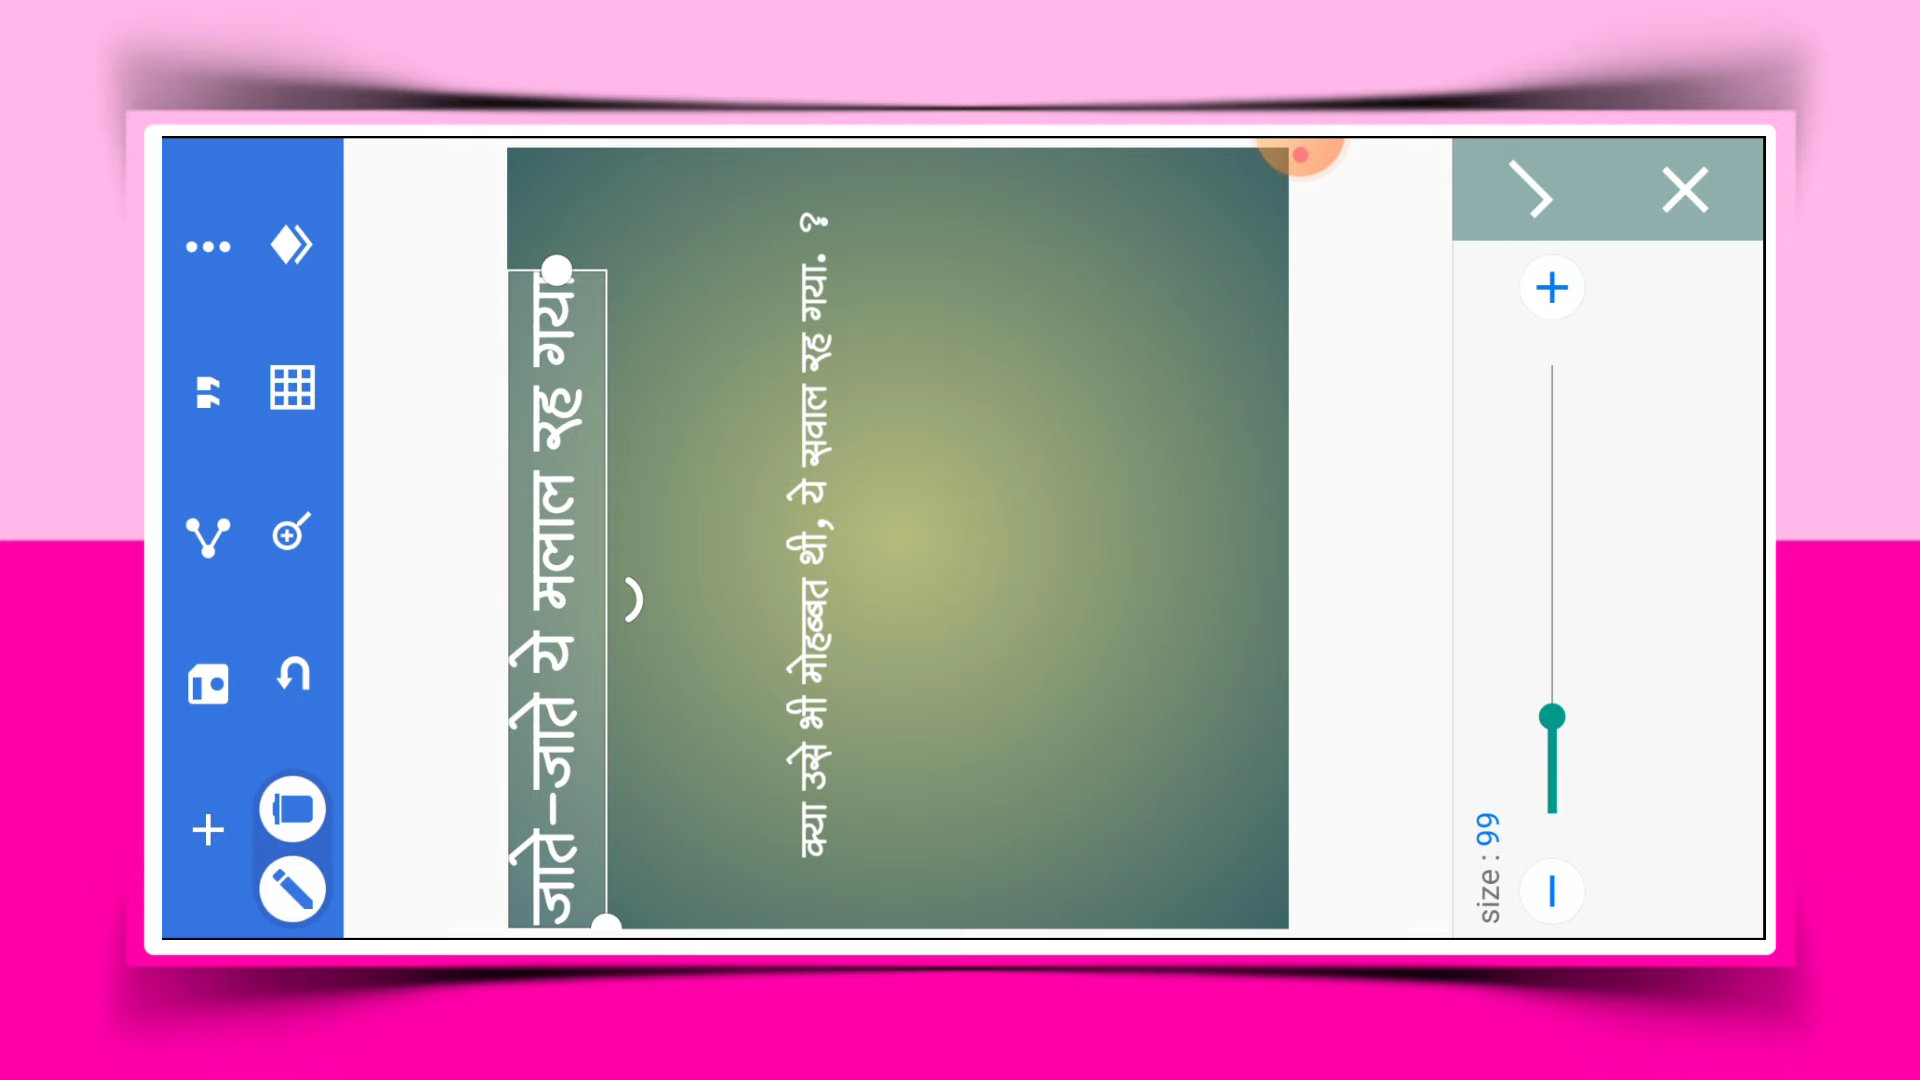 जाते-जाते ये मलाल रह गया.
क्या उसे भी मोहब्बत थी, ये सवाल रह गया. ?
size : 99